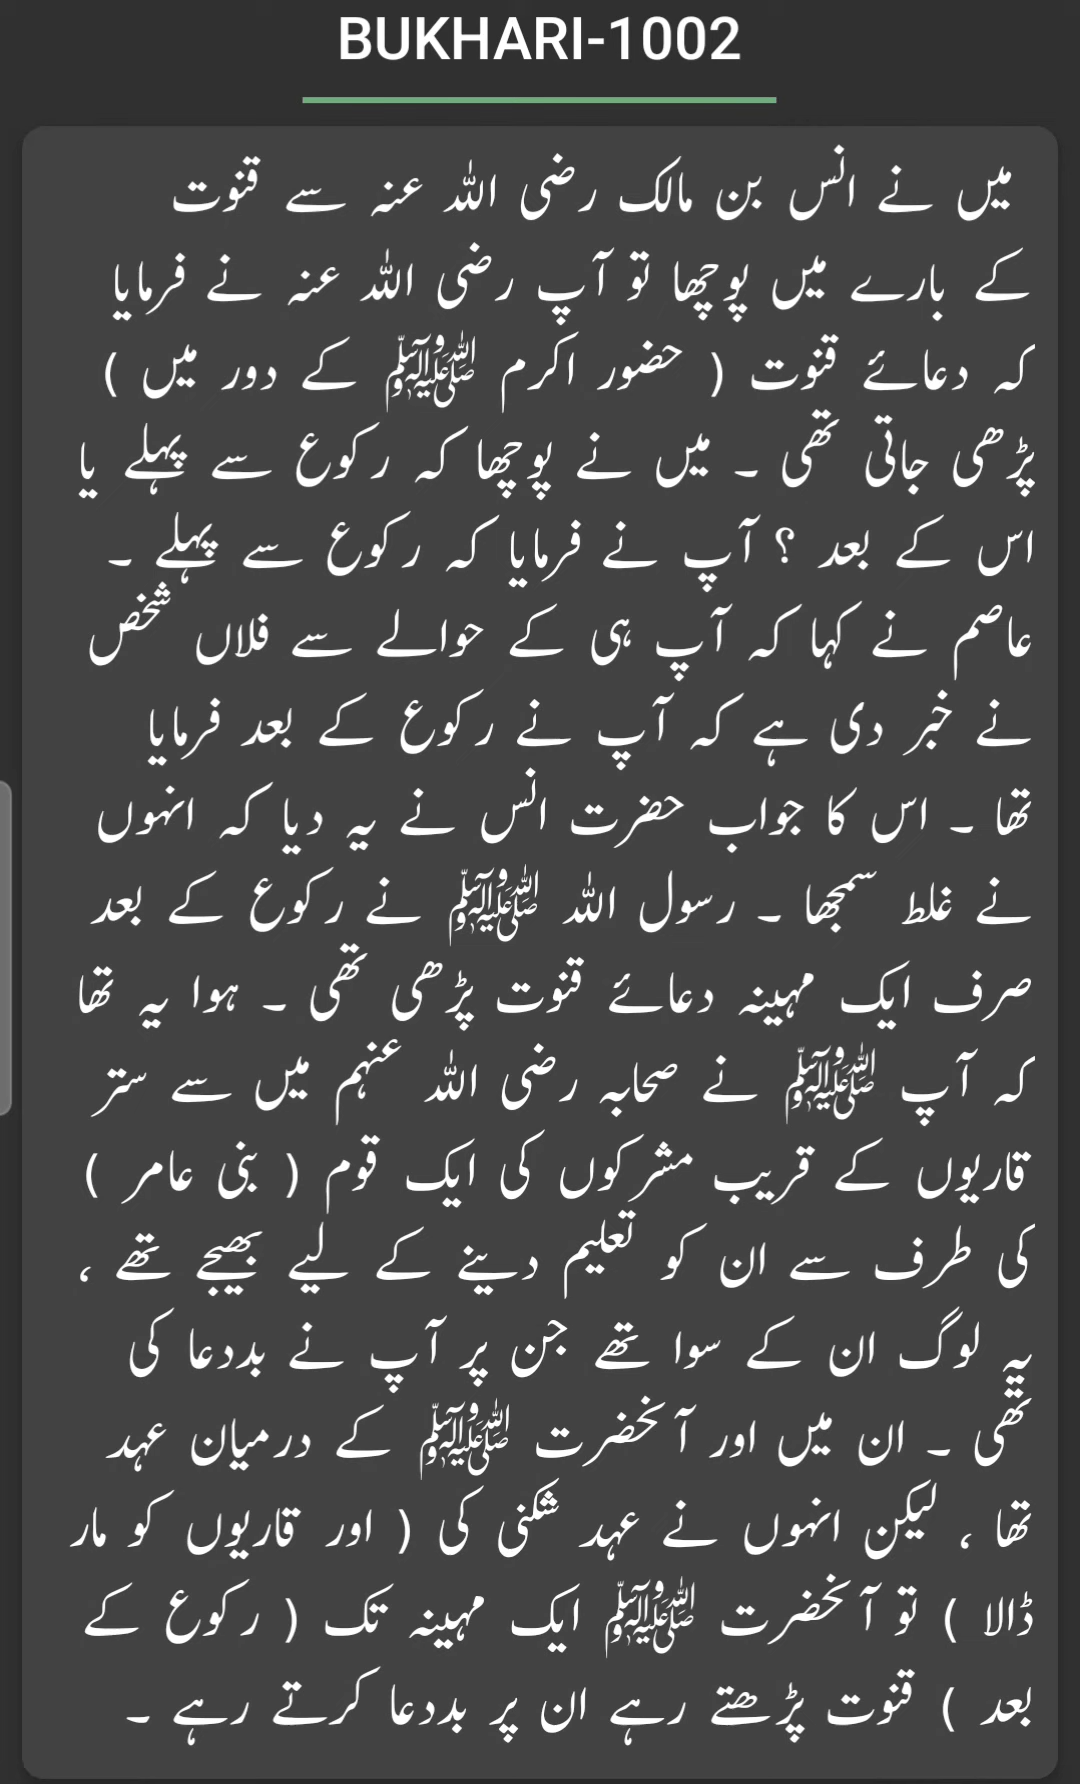 BUKHARI-1002
میں نے انس بن مالک رضی اللہ عنہ سے قنوت
کے بارے میں پوچھا تو آپ رضی اللہ عنہ نے فرمایا
کہ دعائے قنوت ( حضور اکرم ﷺ کے دور میں )
پڑھی جاتی تھی ۔ میں نے پوچھا کہ رکوع سے پہلے یا
اس کے بعد ؟ آپ نے فرمایا کہ رکوع سے پہلے ۔
عاصم نے کہا کہ آپ ہی کے حوالے سے فلاں شخص
نے خبر دی ہے کہ آپ نے رکوع کے بعد فرمایا
تھا ۔ اس کا جواب حضرت انس نے یہ دیا کہ انہوں
نے غلط سمجھا ۔ رسول اللہ ﷺ نے رکوع کے بعد
صرف ایک مہینہ دعائے قنوت پڑھی تھی ۔ ہوا یہ تھا
کہ آپ ﷺ نے صحابہ رضی اللہ عنہم میں سے ستر
قاریوں کے قریب مشرکوں کی ایک قوم ( بنی عامر )
کی طرف سے ان کو تعلیم دینے کے لیے بھیجے تھے ،
یہ لوگ ان کے سوا تھے جن پر آپ نے بددعا کی
تھی ۔ ان میں اور آنحضرت ﷺ کے درمیان عہد
تھا ، لیکن انہوں نے عہد شکنی کی ( اور قاریوں کو مار
ڈالا ) تو آنحضرت ﷺ ایک مہینہ تک ( رکوع کے
بعد ) قنوت پڑھتے رہے ان پر بددعا کرتے رہے ۔